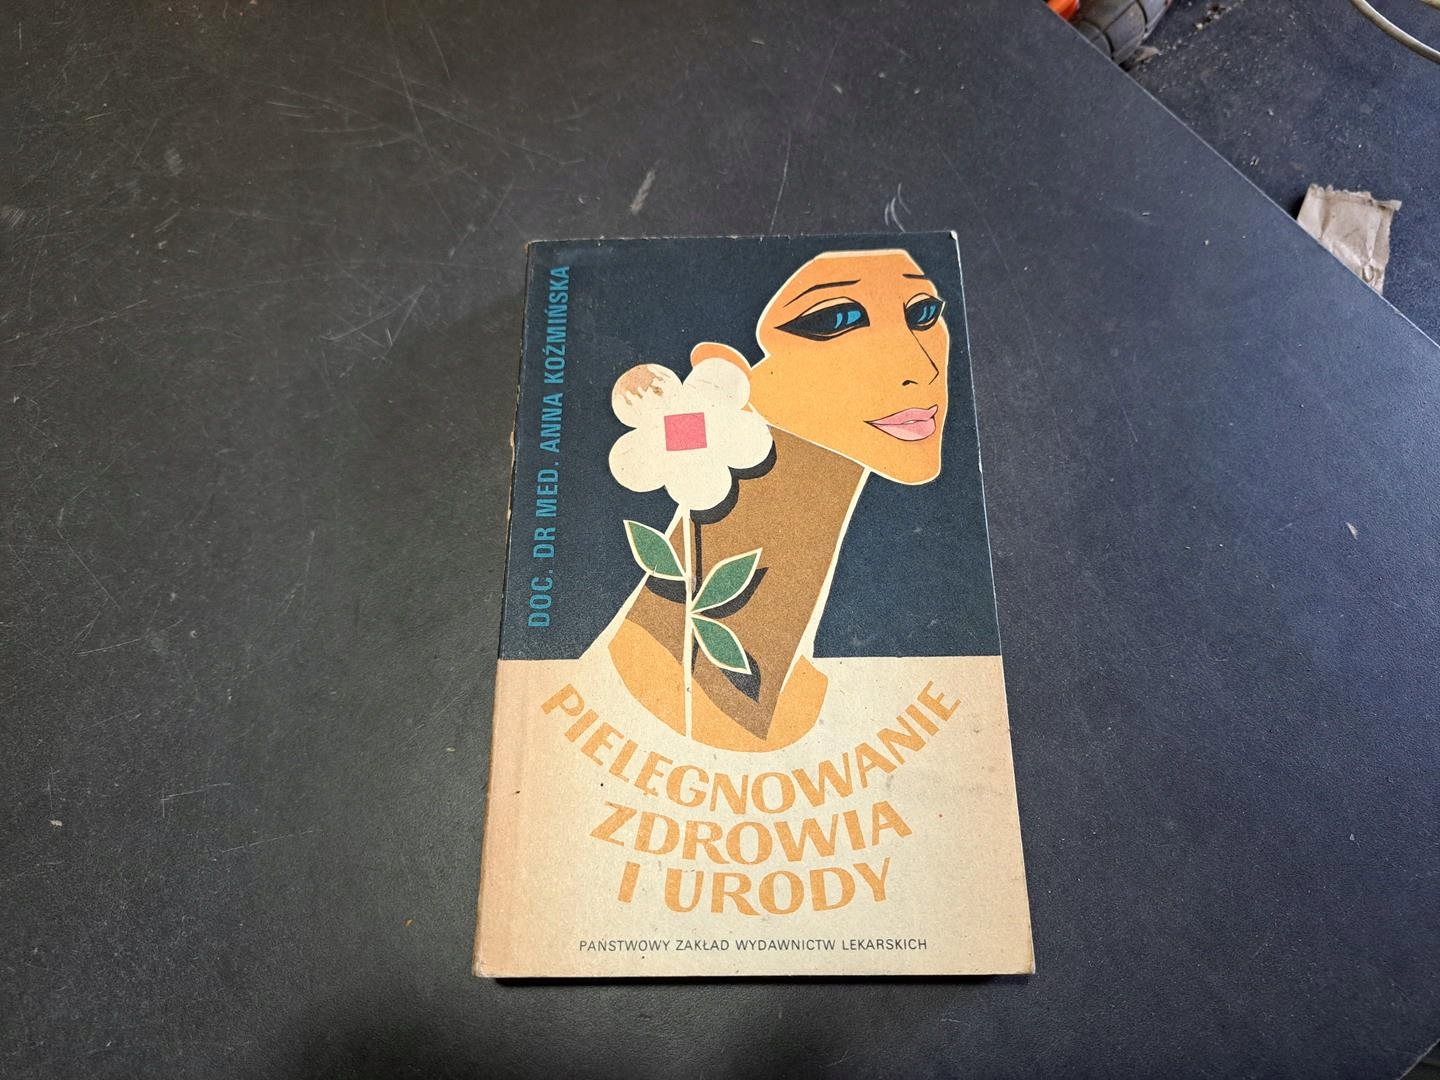 DOC. DR MED. ANNA KOŹMIŃSKA
PIELĘGNOWANIE
ZDROWIA
I URODY
PAŃSTWOWY ZAKŁAD WYDAWNICTW LEKARSKICH